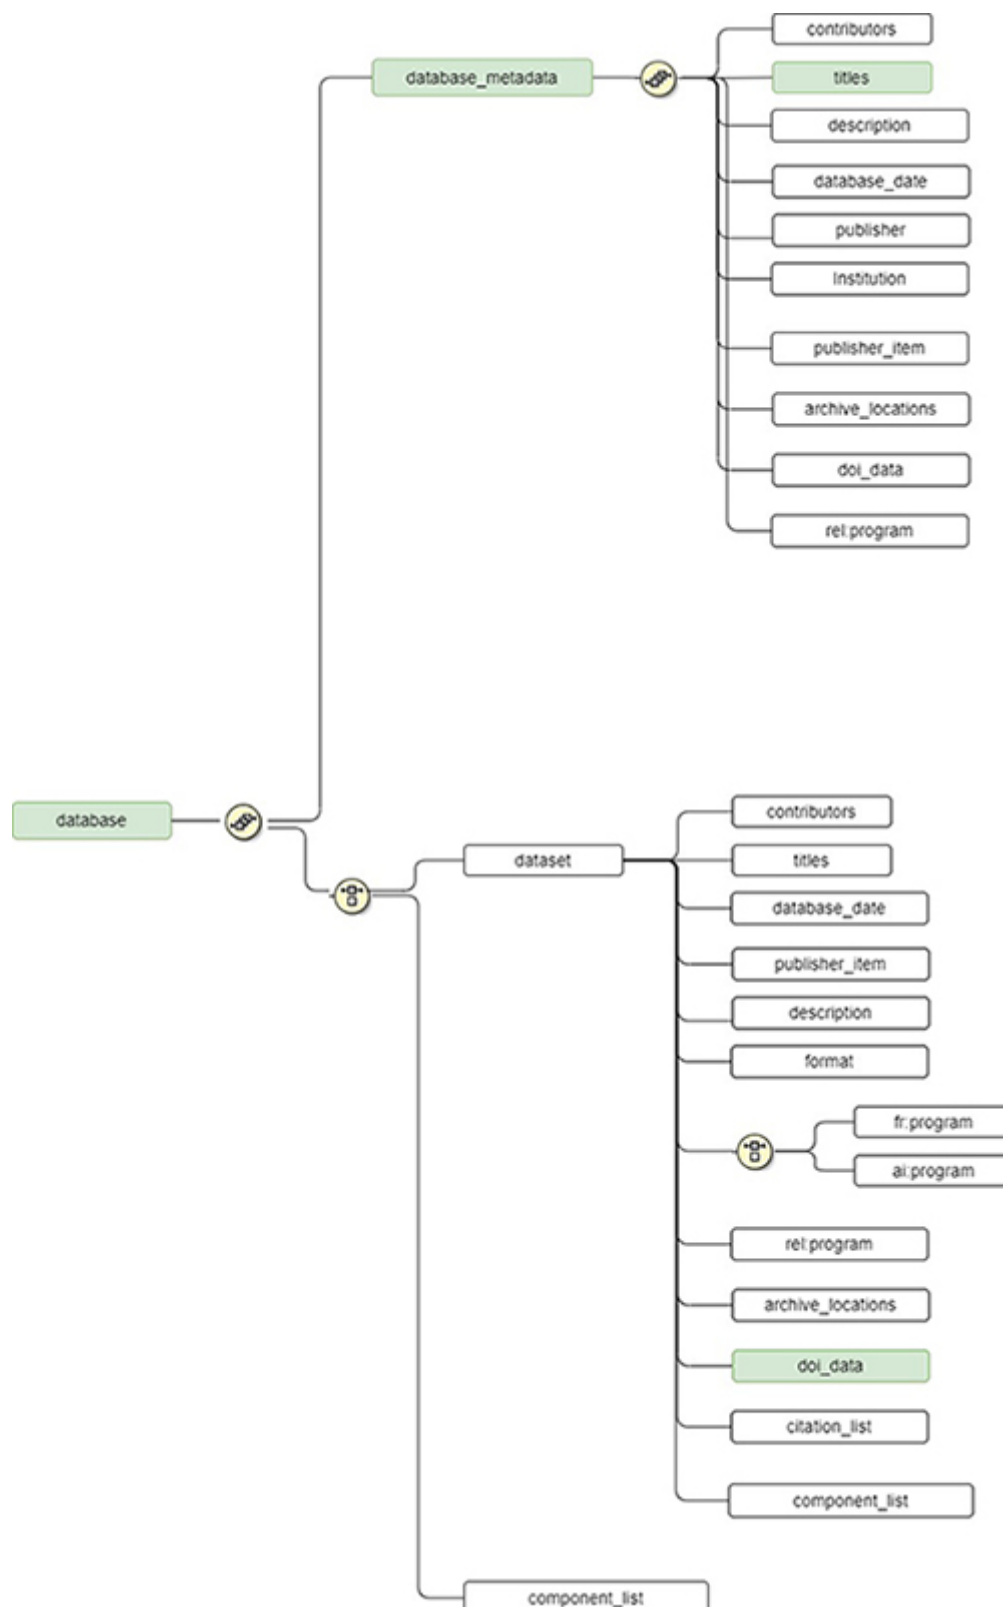 contributors
database_metadata
titles
description
database_date
publisher
Institution
publisher_item
archive_locations
doi_data
rel:program
database
contributors
dataset
titles
database_date
publisher_item
description
format
fr:program
ai:program
rel:program
archive_locations
doi_data
citation_list
component_list
component_list